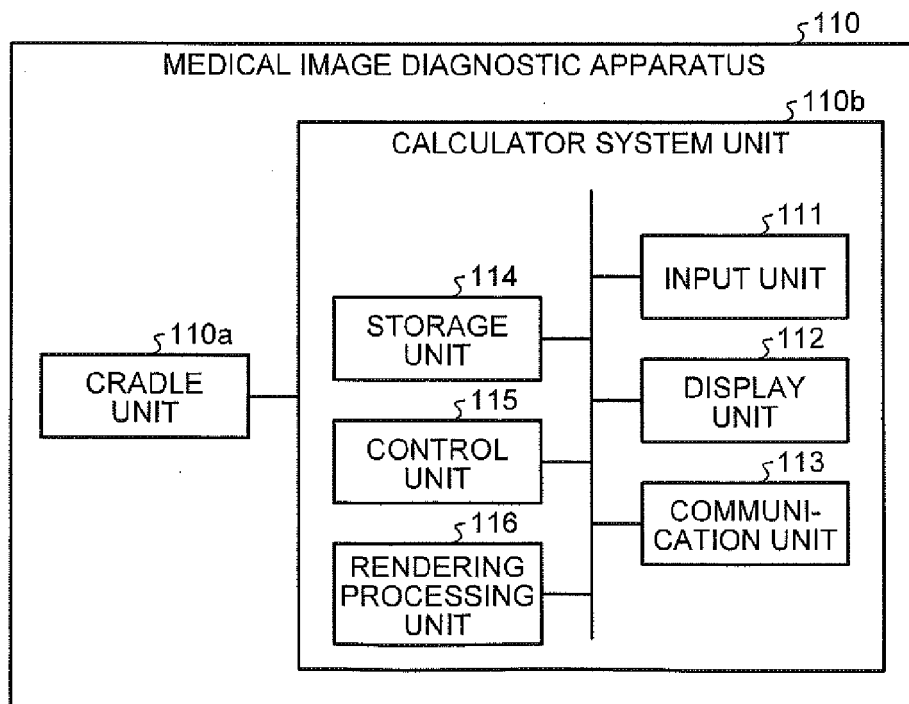 110
MEDICAL IMAGE DIAGNOSTIC APPARATUS
110b
CALCULATOR SYSTEM UNIT
111
INPUT UNIT
114
STORAGE
UNIT
110a
CRADLE
UNIT
112
DISPLAY
UNIT
115
CONTROL
UNIT
113
COMMUNI-
CATION UNIT
116
RENDERING
PROCESSING
UNIT